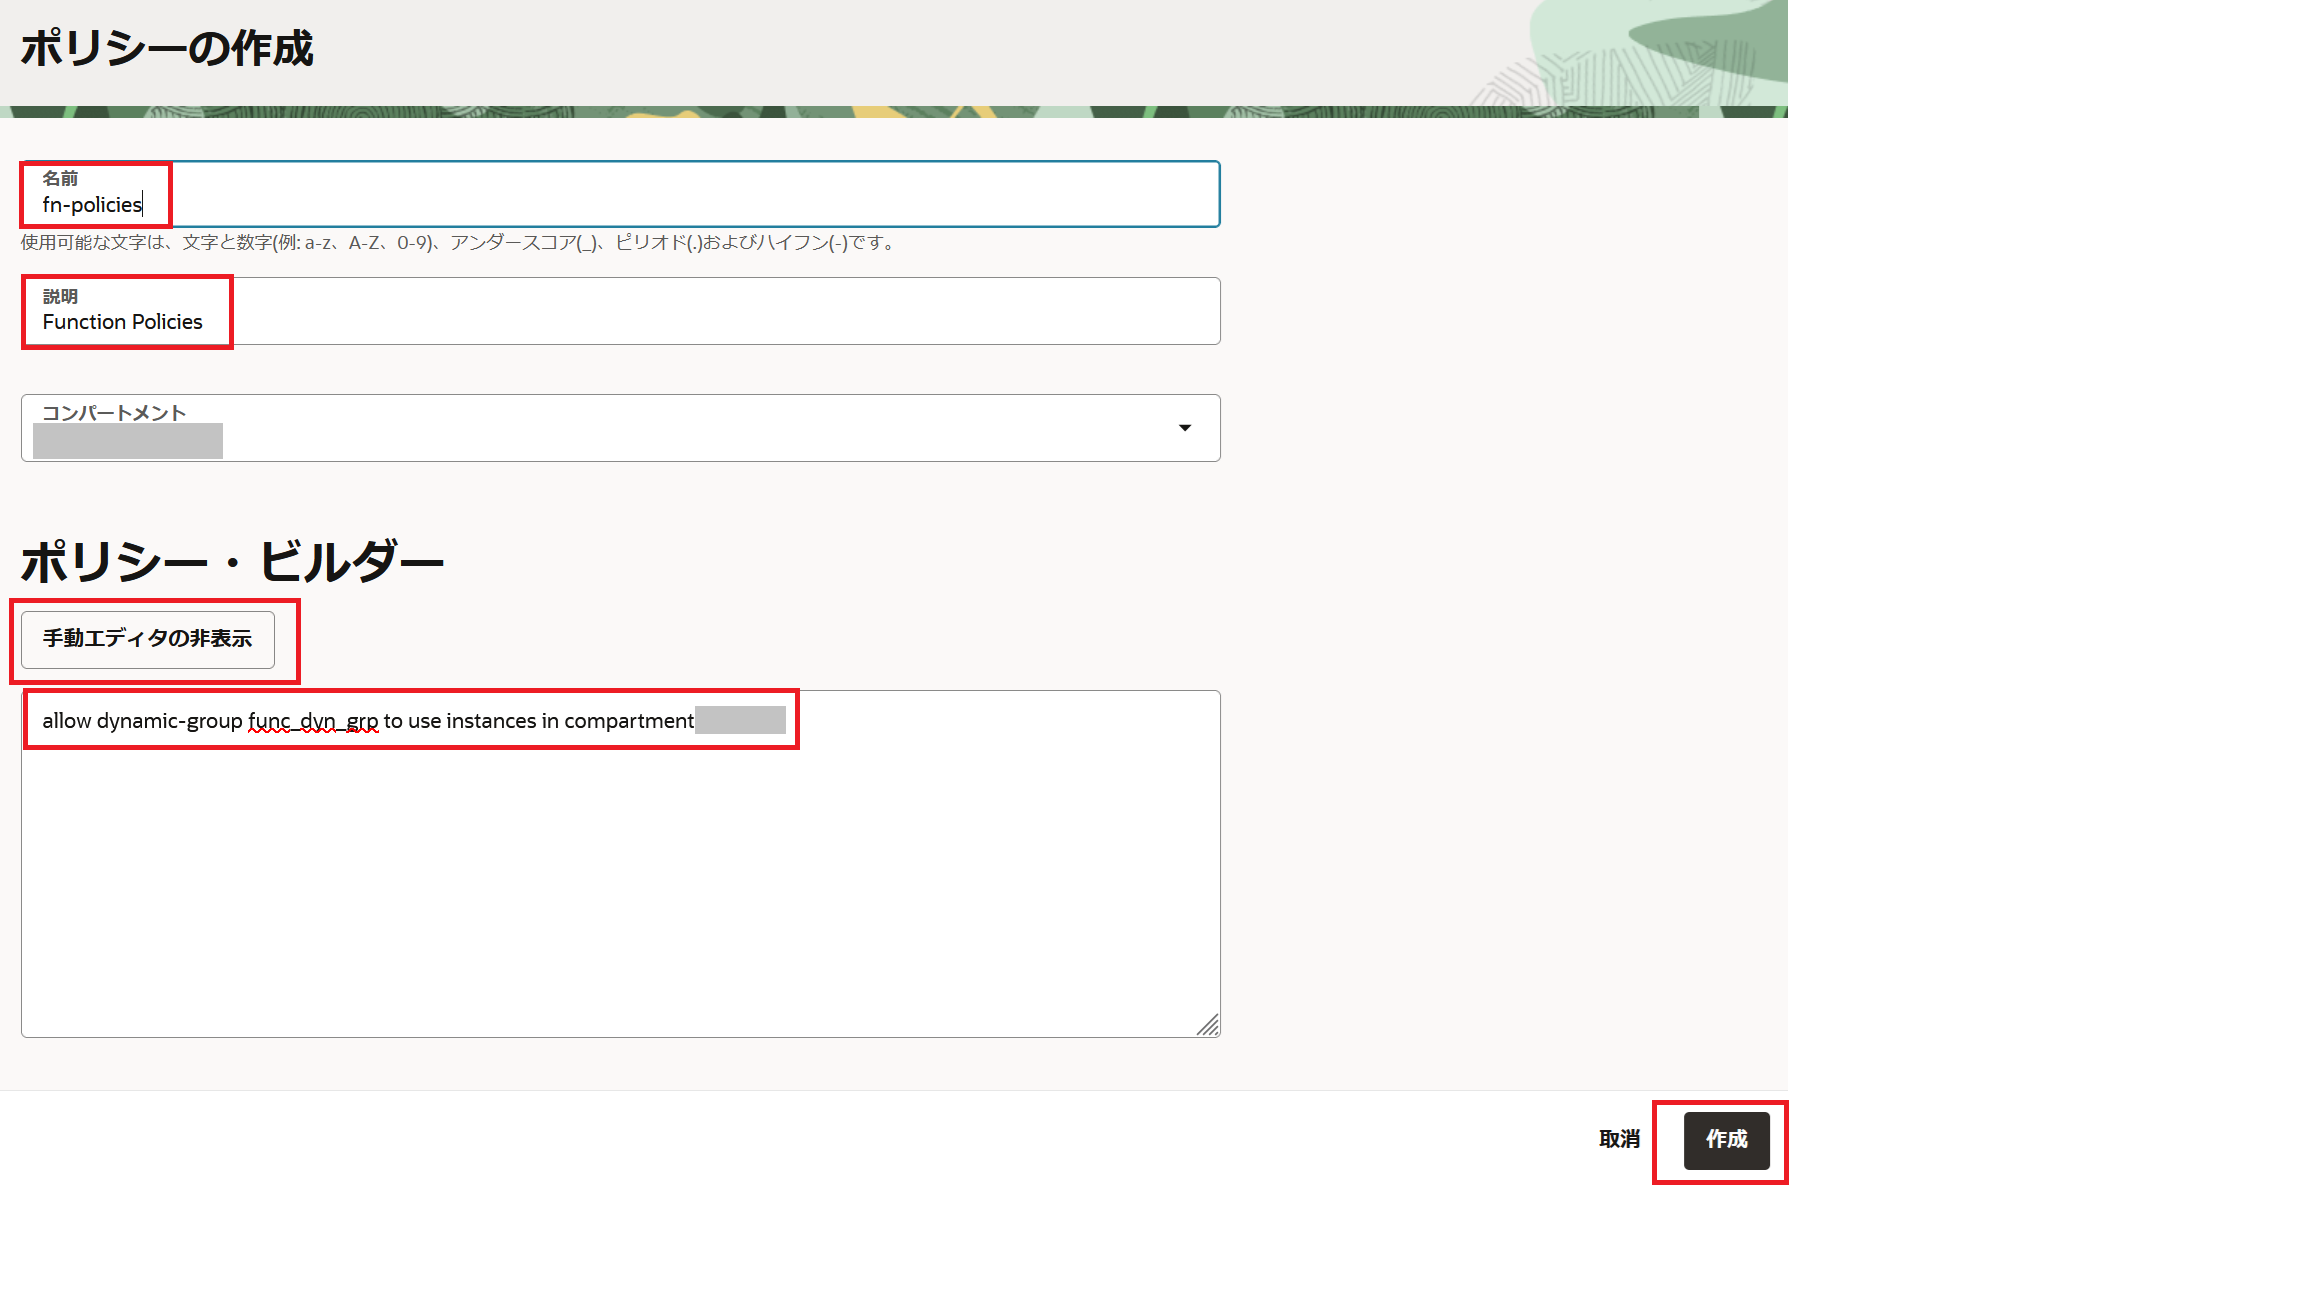 ポリシーの作成
名前
fn-policies
使用可能な文字は、文字と数字(例: a-z、A-Z、0-9)、アンダースコア(_)、ピリオド(.)およびハイフン(-)です。
説明
Function Policies
コンパートメント
ポリシー・ビルダー
手動エディタの非表示
allow dynamic-group func_dyn_grp to use instances in compartment
取消
作成